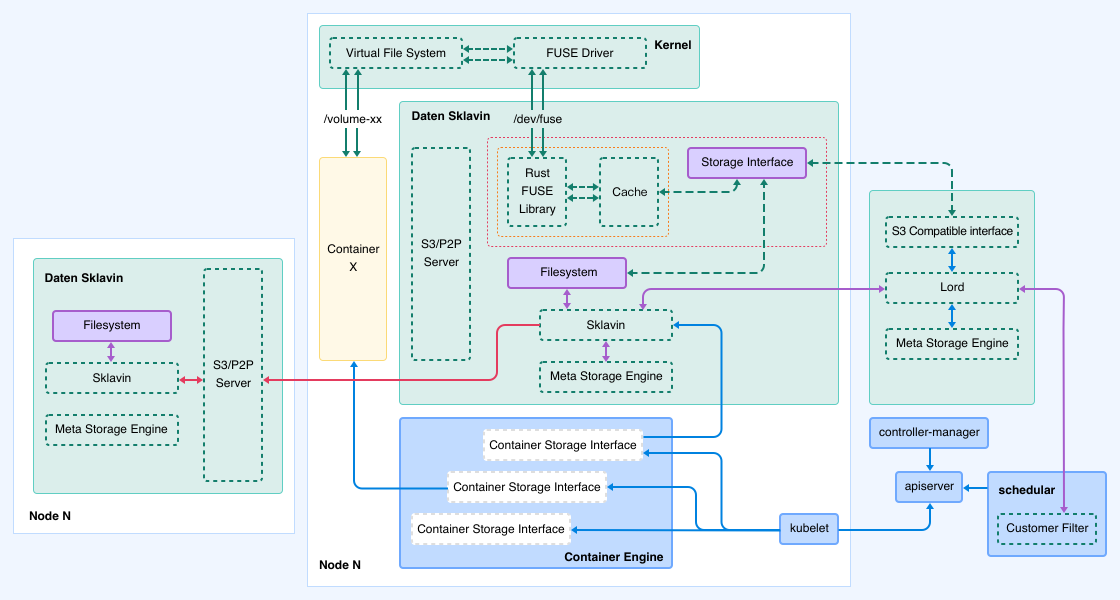 Kernel
Virtual File System
FUSE Driver
/volume-xx
/dev/fuse
Daten Sklavin
Rust
FUSE
Library
Cache
Storage Interface
S3/P2P
Server
Container
X
Filesystem
Sklavin
Meta Storage Engine
S3 Compatible interface
Lord
Meta Storage Engine
Daten Sklavin
Filesystem
Sklavin
Meta Storage Engine
S3/P2P
Server
Node N
Container Storage Interface
Container Storage Interface
Container Storage Interface
Container Engine
Node N
kubelet
controller-manager
apiserver
schedular
Customer Filter